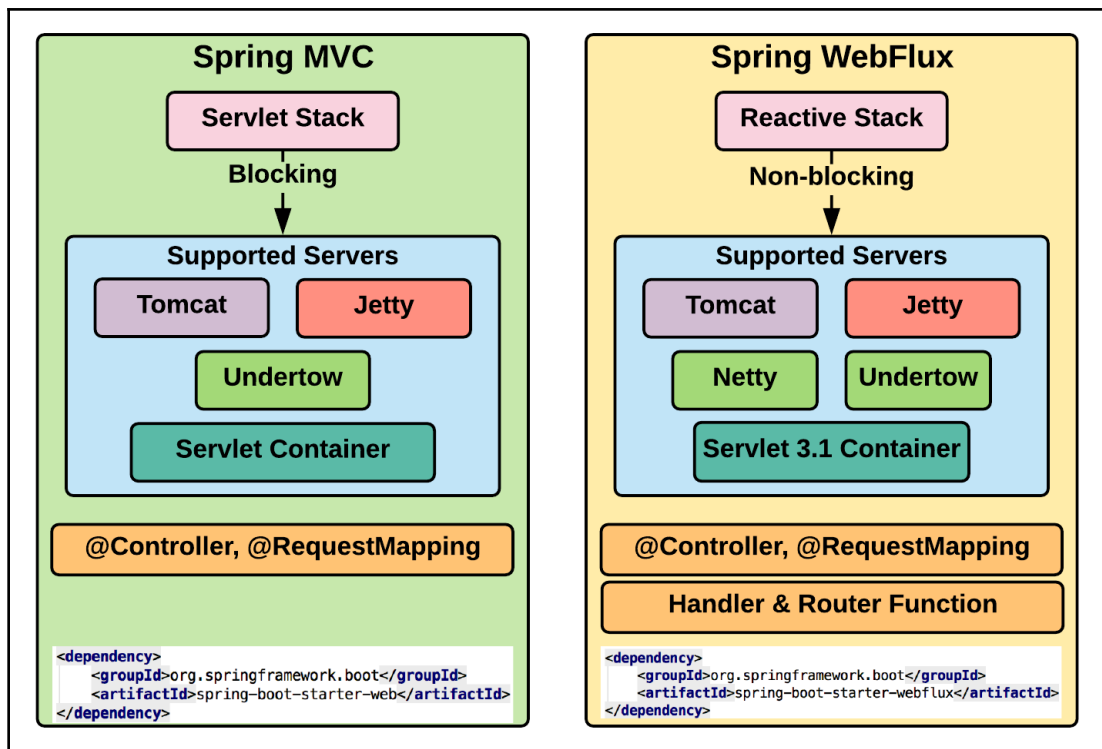 Spring MVC
Servlet Stack
Blocking
Supported Servers
Tomcat
Jetty
Undertow
Servlet Container
@Controller, @RequestMapping
<dependency>
<groupId>org.springframework.boot</groupId>
<artifactId>spring-boot-starter-web</artifactId>
</dependency>
Spring WebFlux
Reactive Stack
Non-blocking
Supported Servers
Tomcat
Jetty
Netty
Undertow
Servlet 3.1 Container
@Controller, @RequestMapping
Handler & Router Function
<dependency>
<groupId>org.springframework.boot</groupId>
<artifactId>spring-boot-starter-webflux</artifactId>
</dependency>